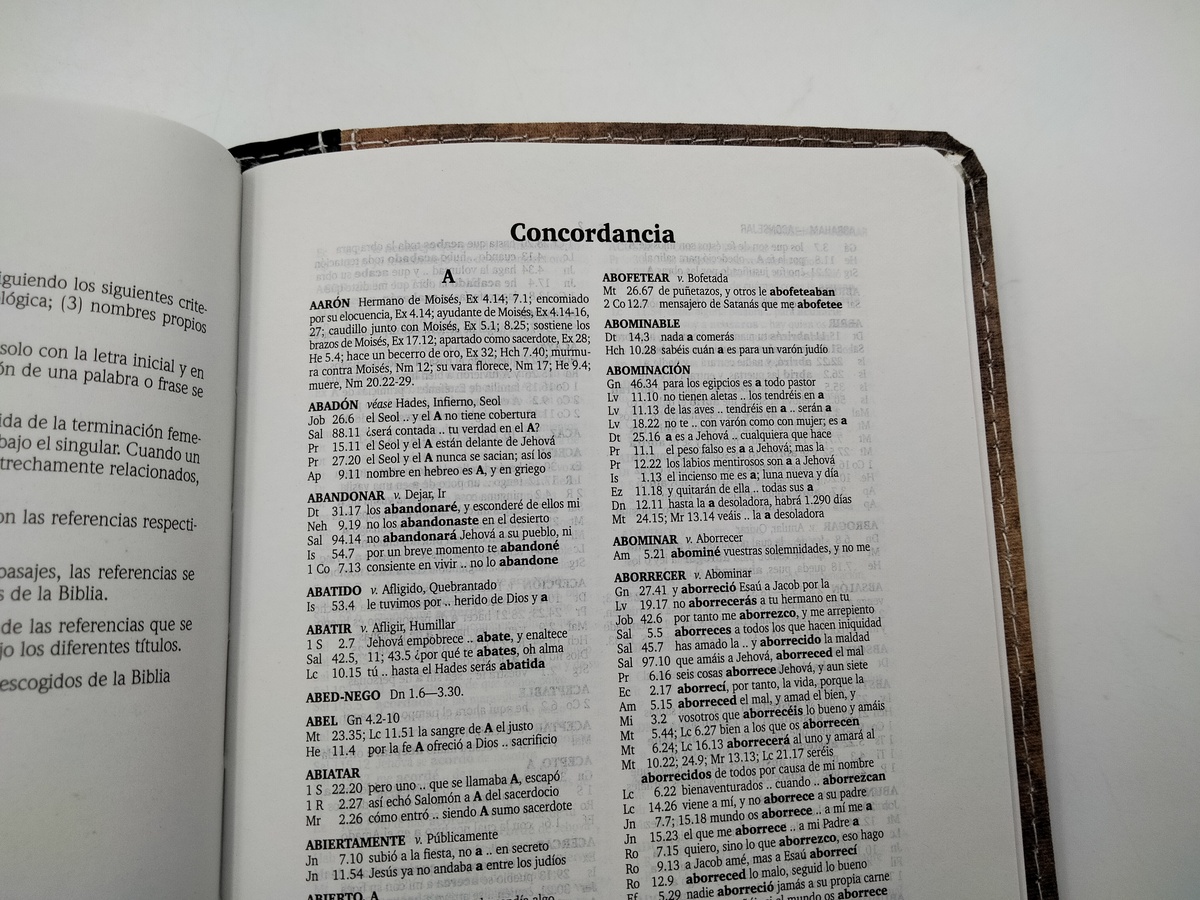 iguiendo los siguientes crite-
lógica; (3) nombres propios
solo con la letra inicial y en
ón de una palabra o frase se
ida de la terminación feme-
bajo el singular. Cuando un
trechamente relacionados,
on las referencias respecti-
pasajes, las referencias se
s de la Biblia.
de las referencias que se
jo los diferentes títulos.
escogidos de la Biblia
Concordancia
A
AARÓN Hermano de Moisés, Ex 4.14; 7.1; encomiado
por su elocuencia, Ex 4.14; ayudante de Moisés, Ex 4.14-16,
27; caudillo junto con Moisés, Ex 5.1; 8.25; sostiene los
brazos de Moisés, Ex 17.12; apartado como sacerdote, Ex 28;
He 5.4; hace un becerro de oro, Ex 32; Hch 7.40; murmu-
ra contra Moisés, Nm 12; su vara florece, Nm 17; He 9.4;
muere, Nm 20.22-29.
ABADÓN véase Hades, Infierno, Seol
Job 26.6 el Seol .. y el A no tiene cobertura
Sal 88.11 ¿será contada .. tu verdad en el A?
Pr 15.11 el Seol y el A están delante de Jehová
Pr 27.20 el Seol y el A nunca se sacian; así los
Ap 9.11 nombre en hebreo es A, y en griego
ABANDONAR v. Dejar, Ir
Dt 31.17 los abandonaré, y esconderé de ellos mi
Neh 9.19 no los abandonaste en el desierto
Sal 94.14 no abandonará Jehová a su pueblo, ni
Is 54.7 por un breve momento te abandoné
1 Co 7.13 consiente en vivir .. no lo abandone
ABATIDO v. Afligido, Quebrantado
Is 53.4 le tuvimos por .. herido de Dios y a
ABATIR v. Afligir, Humillar
1 S 2.7 Jehová empobrece .. abate, y enaltece
Sal 42.5, 11; 43.5 ¿por qué te abates, oh alma
Lc 10.15 tú .. hasta el Hades serás abatida
ABED-NEGO Dn 1.6—3.30.
ABEL Gn 4.2-10
Mt 23.35; Lc 11.51 la sangre de A el justo
He 11.4 por la fe A ofreció a Dios .. sacrificio
ABIATAR
1 S 22.20 pero uno .. que se llamaba A, escapó
1 R 2.27 así echó Salomón a A del sacerdocio
Mr 2.26 cómo entró .. siendo A sumo sacerdote
ABIERTAMENTE v. Públicamente
Jn 7.10 subió a la fiesta, no a .. en secreto
Jn 11.54 Jesús ya no andaba a entre los judíos
ABIERTO, A
ABOFETEAR v. Bofetada
Mt 26.67 de puñetazos, y otros le abofeteaban
2 Co 12.7 mensajero de Satanás que me abofetee
ABOMINABLE
Dt 14.3 nada a comerás
Hch 10.28 sabéis cuán a es para un varón judío
ABOMINACIÓN
Gn 46.34 para los egipcios es a todo pastor
Lv 11.10 no tienen aletas .. los tendréis en a
Lv 11.13 de las aves .. tendréis en a .. serán a
Lv 18.22 no te .. con varón como con mujer; es a
Dt 25.16 a es a Jehová .. cualquiera que hace
Pr 11.1 el peso falso es a a Jehová; mas la
Pr 12.22 los labios mentirosos son a a Jehová
Is 1.13 el incienso me es a; luna nueva y día
Ez 11.18 y quitarán de ella .. todas sus a
Dn 12.11 hasta la a desoladora, habrá 1.290 días
Mt 24.15; Mr 13.14 veáis .. la a desoladora
ABOMINAR v. Aborrecer
Am 5.21 abominé vuestras solemnidades, y no me
ABORRECER v. Abominar
Gn 27.41 y aborreció Esaú a Jacob por la
Lv 19.17 no aborrecerás a tu hermano en tu
Job 42.6 por tanto me aborrezco, y me arrepiento
Sal 5.5 aborreces a todos los que hacen iniquidad
Sal 45.7 has amado la .. y aborrecido la maldad
Sal 97.10 que amáis a Jehová, aborreced el mal
Pr 6.16 seis cosas aborrece Jehová, y aun siete
Ec 2.17 aborrecí, por tanto, la vida, porque la
Am 5.15 aborreced el mal, y amad el bien, y
Mi 3.2 vosotros que aborrecéis lo bueno y amáis
Mt 5.44; Lc 6.27 bien a los que os aborrecen
Mt 6.24; Lc 16.13 aborrecerá al uno y amará al
Mt 10.22; 24.9; Mr 13.13; Lc 21.17 seréis
aborrecidos de todos por causa de mi nombre
Lc 6.22 bienaventurados .. cuando .. aborrezcan
Lc 14.26 viene a mí, y no aborrece a su padre
Jn 7.7; 15.18 mundo os aborrece .. a mí me a
Jn 15.23 el que me aborrece .. a mi Padre a
Ro 7.15 quiero, sino lo que aborrezco, eso hago
Ro 9.13 a Jacob amé, mas a Esaú aborrecí
Ro 12.9 aborreced lo malo, seguid lo bueno
Ef 5.29 nadie aborreció jamás a su propia carne
mundo os aborrece